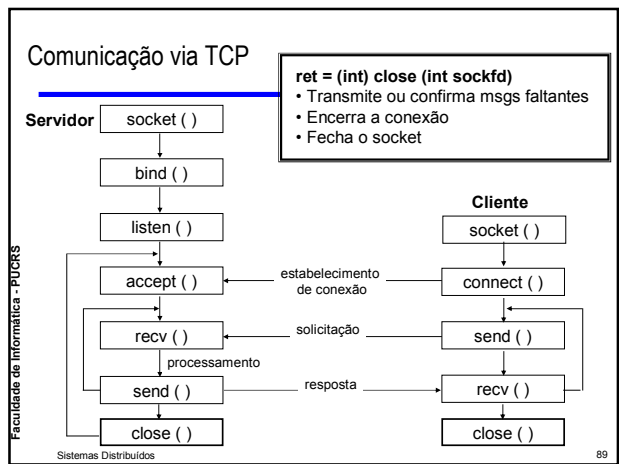 Comunicação via TCP
ret = (int) close (int sockfd)
• Transmite ou confirma msgs faltantes
• Encerra a conexão
• Fecha o socket
Servidor
socket ( )
bind ( )
listen ( )
accept ( )
recv ( )
processamento
send ( )
close ( )
estabelecimento
de conexão
solicitação
resposta
Cliente
socket ( )
connect ( )
send ( )
recv ( )
close ( )
Faculdade de Informática - PUCRS
Sistemas Distribuídos
89